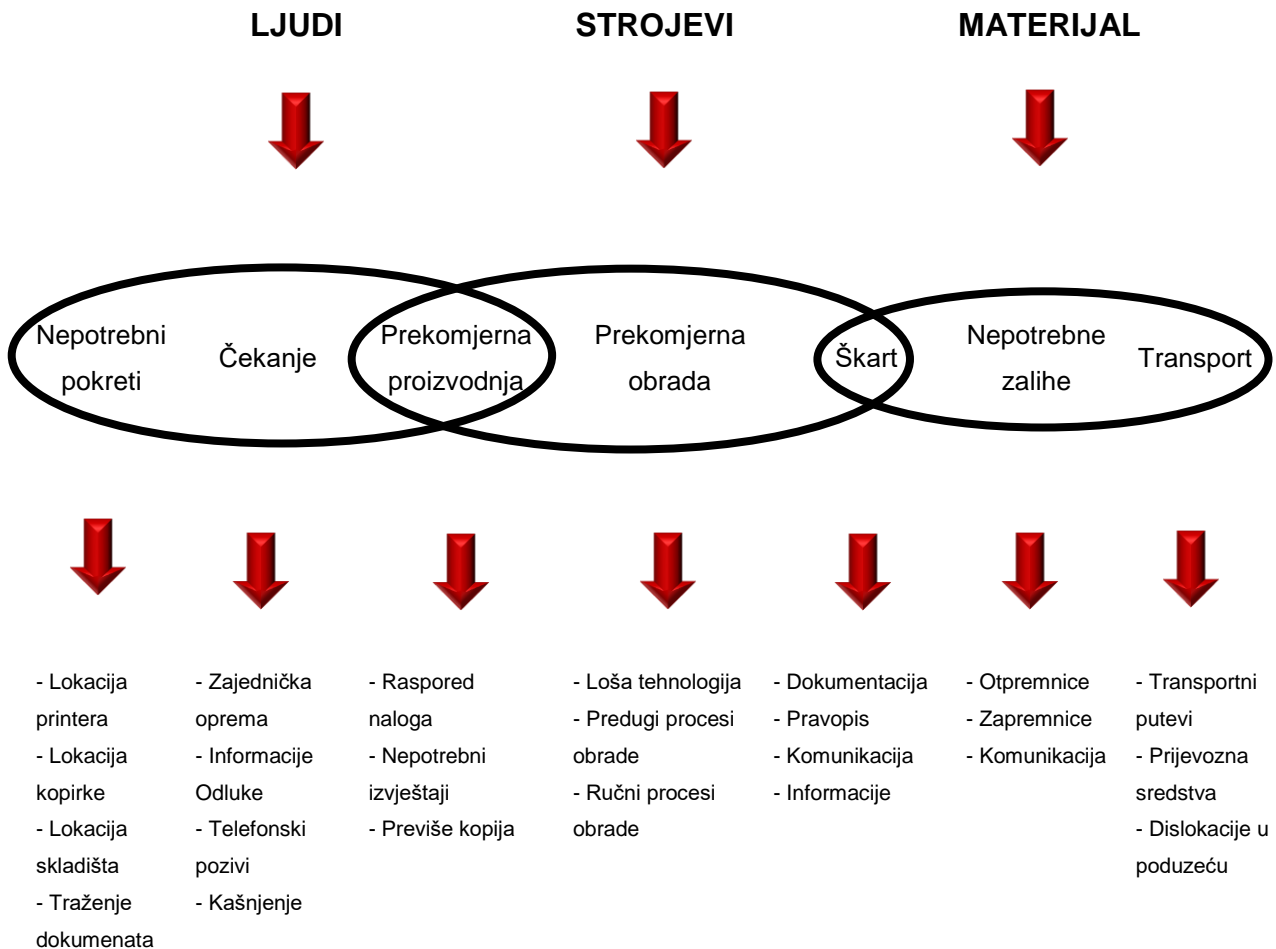 LJUDI
STROJEVI
MATERIJAL
Nepotrebni
pokreti
Čekanje
Prekomjerna
proizvodnja
Prekomjerna
obrada
Škart
Nepotrebne
zalihe
Transport
- Lokacija
printera
- Lokacija
kopirke
- Lokacija
skladišta
- Traženje
dokumenata
- Zajednička
oprema
- Informacije
Odluke
- Telefonski
pozivi
- Kašnjenje
- Raspored
naloga
- Nepotrebni
izvještaji
- Previše kopija
- Loša tehnologija
- Predugi procesi
obrade
- Ručni procesi
obrade
- Dokumentacija
- Pravopis
- Komunikacija
- Informacije
- Otpremnice
- Zapremnice
- Komunikacija
- Transportni
putevi
- Prijevozna
sredstva
- Dislokacije u
poduzeću